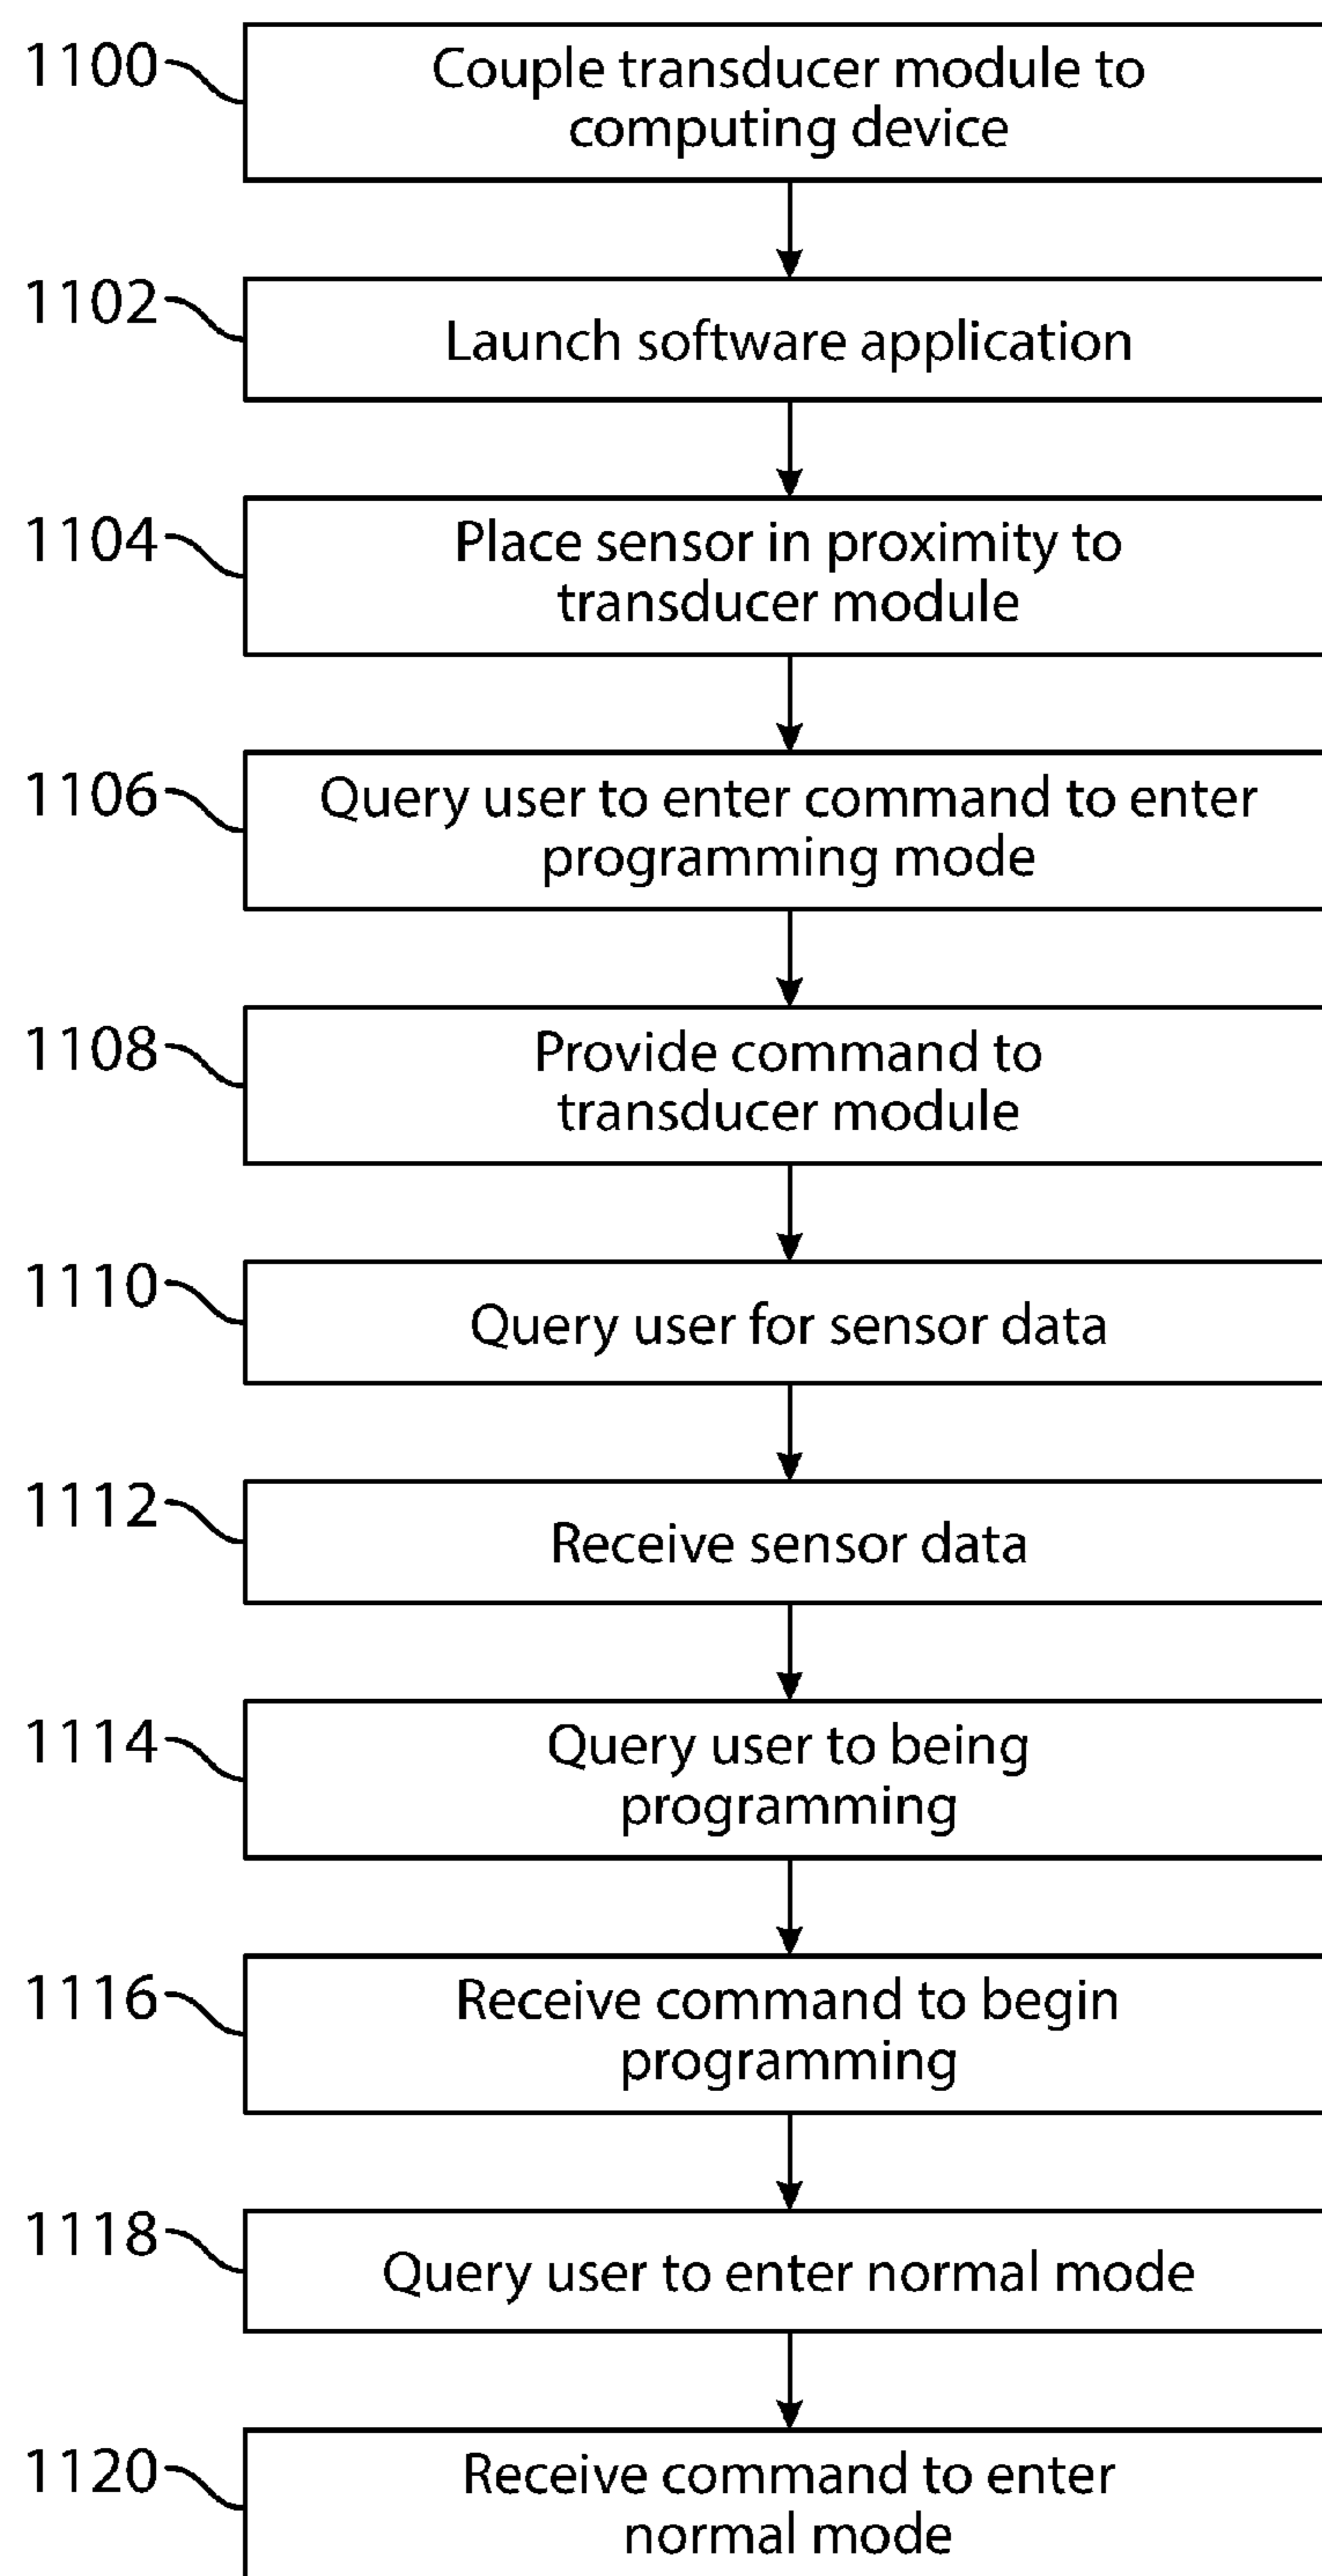 1100
Couple transducer module to
computing device
1102
Launch software application
1104
Place sensor in proximity to
transducer module
1106
Query user to enter command to enter
programming mode
1108
Provide command to
transducer module
1110
Query user for sensor data
1112
Receive sensor data
1114
Query user to being
programming
1116
Receive command to begin
programming
1118
Query user to enter normal mode
1120
Receive command to enter
normal mode